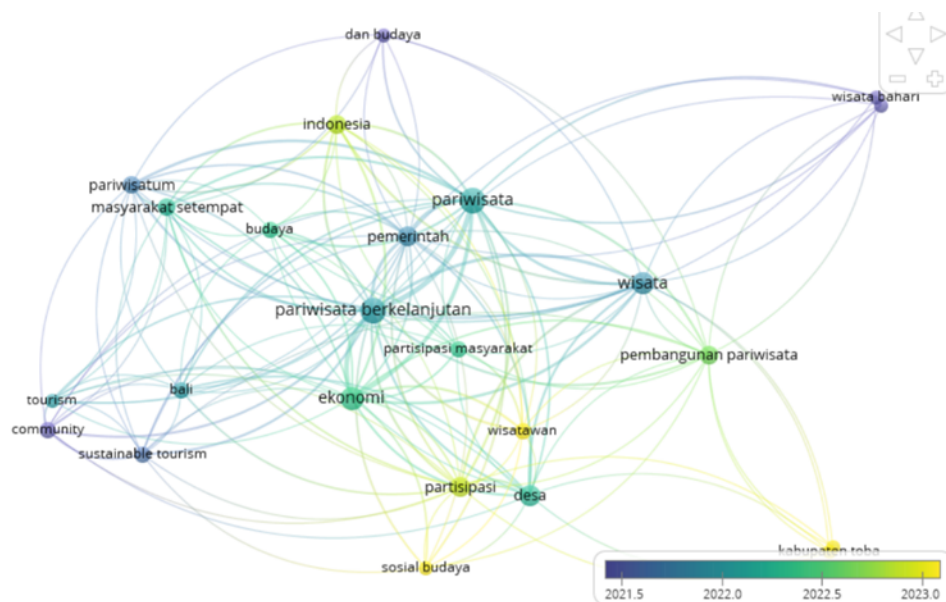 dan budaya
wisata bahari
indonesia
pariwisatum
masyarakat setempat
pariwisata
budaya
pemerintah
wisata
pariwisata berkelanjutan
partisipasi masyarakat
pembangunan pariwisata
bali
tourism
ekonomi
community
wisatawan
sustainable tourism
partisipasi
desa
kabupaten toba
sosial budaya
2021.5 2022.0 2022.5 2023.0